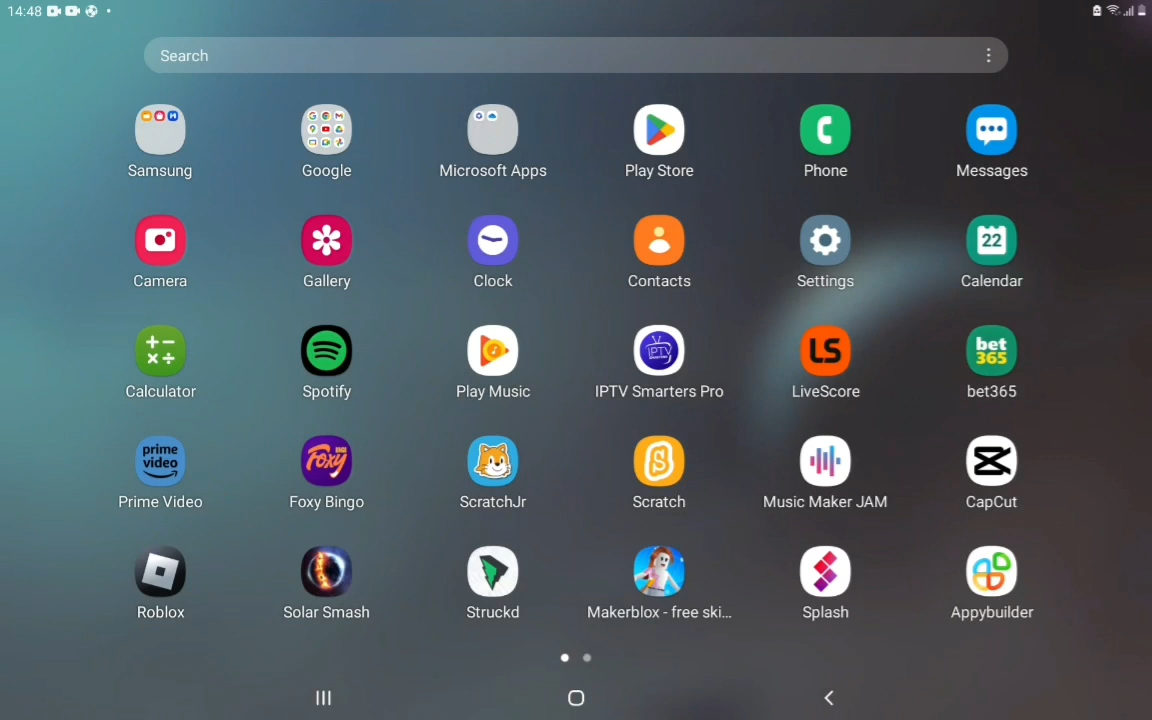 14:48
Search
Samsung Google Microsoft Apps Play Store Phone Messages
22
Camera Gallery Clock Contacts Settings Calendar
IPTV LS bet365
Calculator Spotify Play Music IPTV Smarters Pro LiveScore bet365
prime video Foxy S
Prime Video Foxy Bingo ScratchJr Scratch Music Maker JAM CapCut
Roblox Solar Smash Struckd Makerblox - free ski... Splash Appybuilder